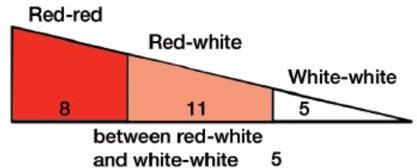 Red-red
Red-white
White-white
8 11 5
between red-white
and white-white 5